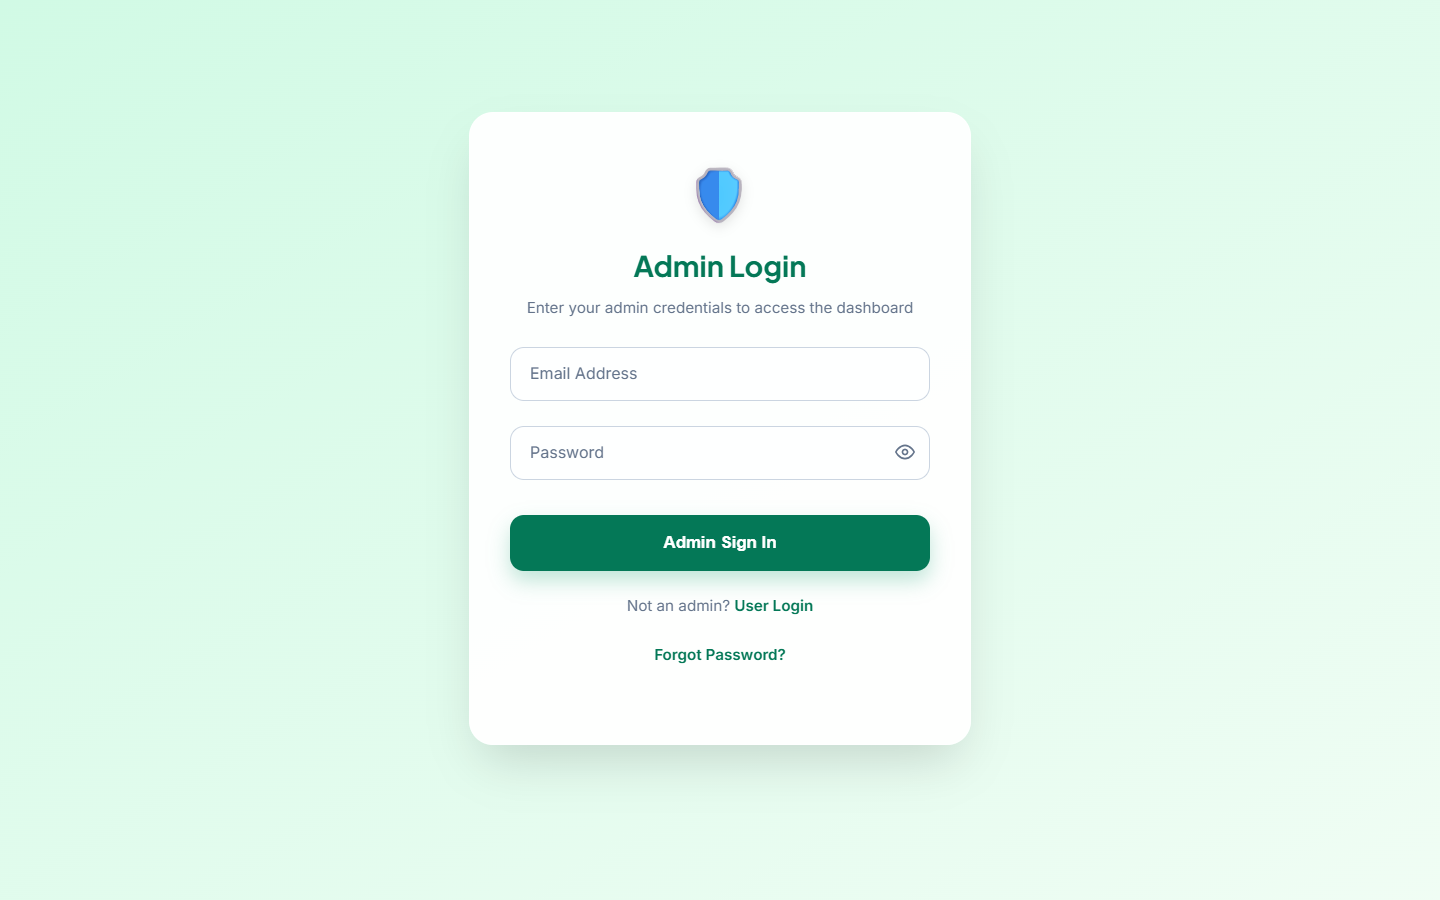 Admin Login
Enter your admin credentials to access the dashboard
Email Address
Password
Admin Sign In
Not an admin? User Login
Forgot Password?